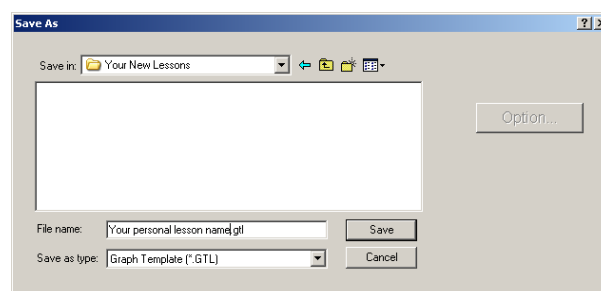 Save As
Save in: Your New Lessons
Option...
File name: Your personal lesson name.gtl Save
Save as type: Graph Template (*.GTL) Cancel